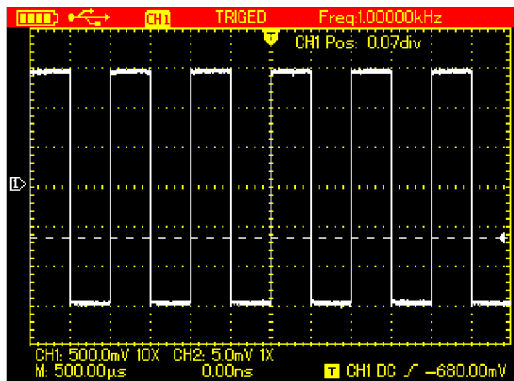 CH1 TRIGED Freq:1.00000kHz
T CH1 Pos: 0.07div
1
CH1: 500.0mV 10X CH2: 5.0mV 1X
M: 500.00µs 0.00ns T CH1 DC -680.00mV